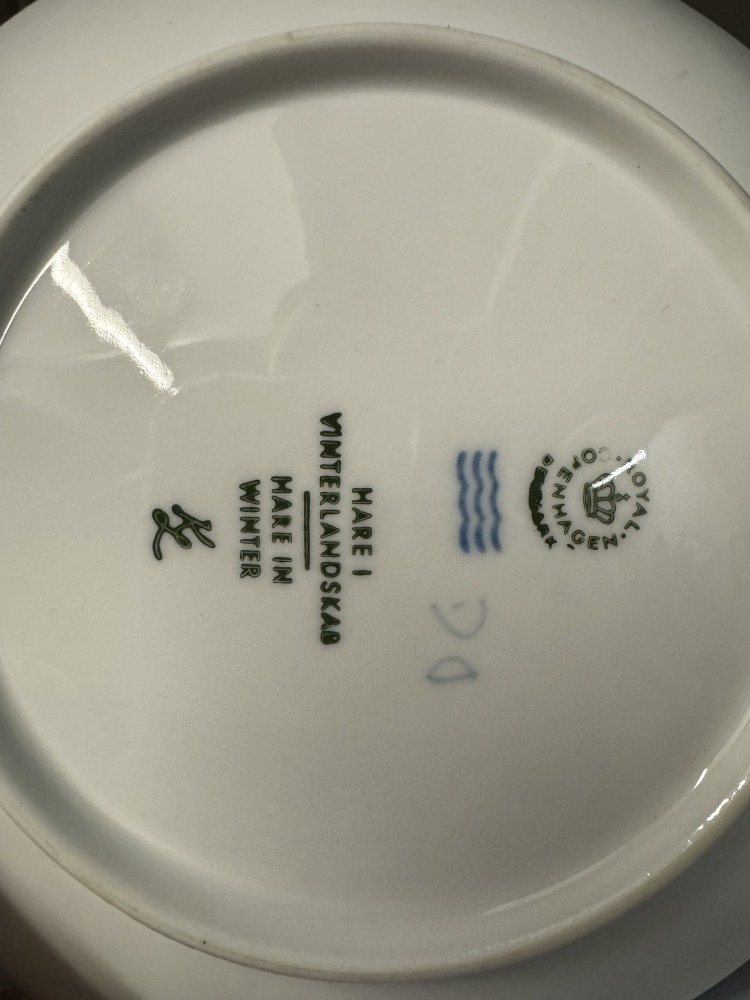 ROYAL COPENHAGEN
DENMARK
HARE I
VINTERLANDSKAB
HARE IN
WINTER